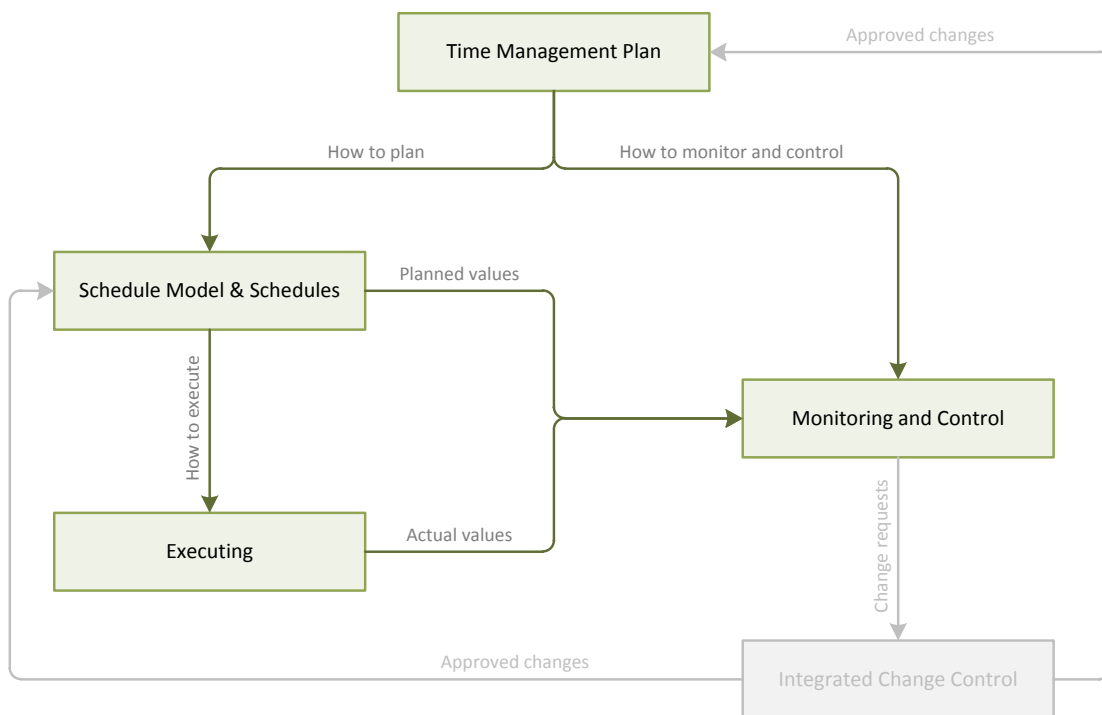 Approved changes
Time Management Plan
How to plan
How to monitor and control
Planned values
Schedule Model & Schedules
How to execute
Monitoring and Control
Actual values
Executing
Change requests
Approved changes
Integrated Change Control